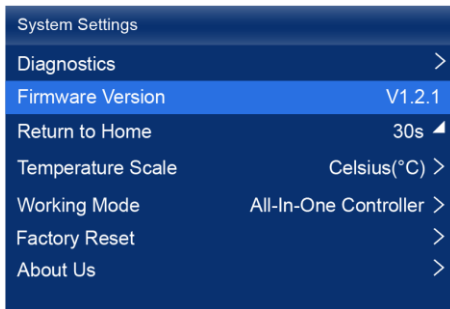 System Settings
Diagnostics >
Firmware Version V1.2.1
Return to Home 30s
Temperature Scale Celsius(°C) >
Working Mode All-In-One Controller >
Factory Reset >
About Us >